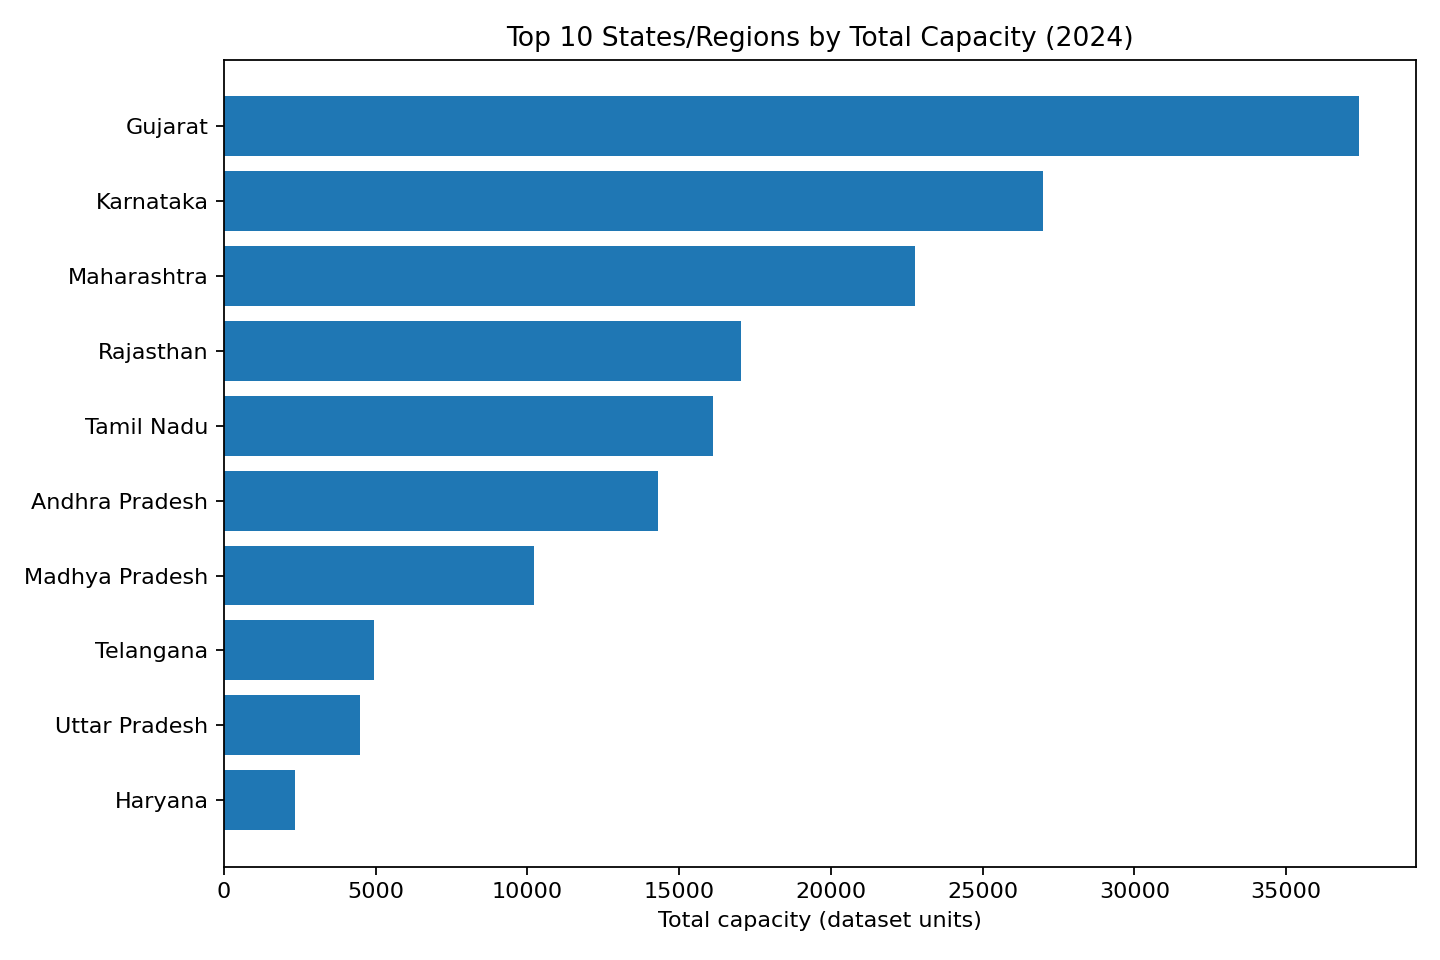 Top 10 States/Regions by Total Capacity (2024)
Gujarat
Karnataka
Maharashtra
Rajasthan
Tamil Nadu
Andhra Pradesh
Madhya Pradesh
Telangana
Uttar Pradesh
Haryana
0 5000 10000 15000 20000 25000 30000 35000
Total capacity (dataset units)